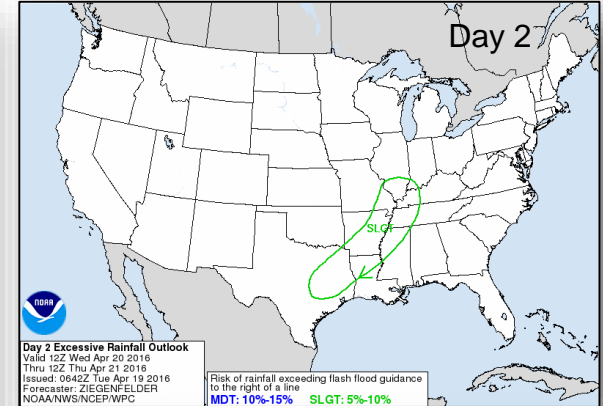 Day 2
SLGT
NOAA
Day 2 Excessive Rainfall Outlook
Valid 12Z Wed Apr 20 2016
Thru 12Z Thu Apr 21 2016
Issued: 0642Z Tue Apr 19 2016
Forecaster: ZIEGENFELDER
NOAA/NWS/NCEP/WPC
Risk of rainfall exceeding flash flood guidance
to the right of a line
MDT: 10%-15% SLGT: 5%-10%